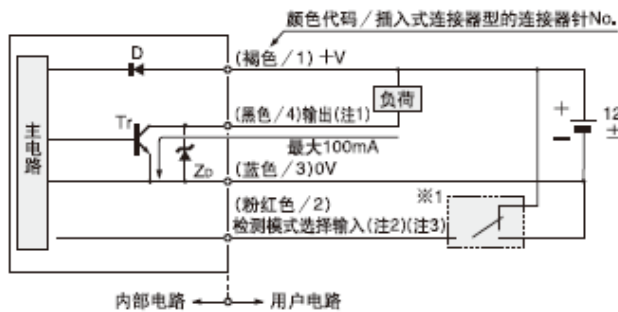 颜色代码／插入式连接器型的连接器针No.
D
(褐色／1) +V
(黑色／4)输出(注1)
负荷
Tr
主电路
最大100mA
ZD
(蓝色／3)0V
+
−
12
±
(粉红色／2)
检测模式选择输入(注2)(注3)
※1
内部电路
用户电路